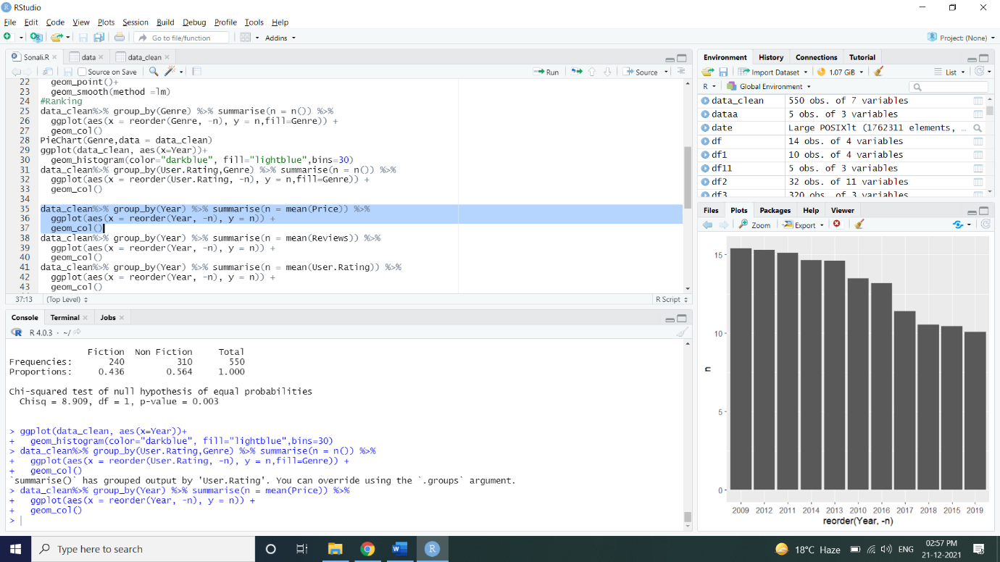 RStudio
File Edit Code View Plots Session Build Debug Profile Tools Help
Go to file/function Addins Project: (None)
Sonali.R data data_clean
Source on Save Run Source
22 geom_point()+
23 geom_smooth(method =lm)
24 #Ranking
25 data_clean%>% group_by(Genre) %>% summarise(n = n()) %>%
26 ggplot(aes(x = reorder(Genre, -n), y = n,fill=Genre)) +
27 geom_col()
28 PieChart(Genre,data = data_clean)
29 ggplot(data_clean, aes(x=Year))+
30 geom_histogram(color="darkblue", fill="lightblue",bins=30)
31 data_clean%>% group_by(User.Rating,Genre) %>% summarise(n = n()) %>%
32 ggplot(aes(x = reorder(User.Rating, -n), y = n,fill=Genre)) +
33 geom_col()
34
35 data_clean%>% group_by(Year) %>% summarise(n = mean(Price)) %>%
36 ggplot(aes(x = reorder(Year, -n), y = n)) +
37 geom_col()
38 data_clean%>% group_by(Year) %>% summarise(n = mean(Reviews)) %>%
39 ggplot(aes(x = reorder(Year, -n), y = n)) +
40 geom_col()
41 data_clean%>% group_by(Year) %>% summarise(n = mean(User.Rating)) %>%
42 ggplot(aes(x = reorder(Year, -n), y = n)) +
43 geom_col()
37:13 (Top Level) R Script
Console Terminal Jobs
R 4.0.3 · ~/
Fiction Non Fiction Total
Frequencies: 240 310 550
Proportions: 0.436 0.564 1.000
Chi-squared test of null hypothesis of equal probabilities
Chisq = 8.909, df = 1, p-value = 0.003
> ggplot(data_clean, aes(x=Year))+
+ geom_histogram(color="darkblue", fill="lightblue",bins=30)
> data_clean%>% group_by(User.Rating,Genre) %>% summarise(n = n()) %>%
+ ggplot(aes(x = reorder(User.Rating, -n), y = n,fill=Genre)) +
+ geom_col()
`summarise()` has grouped output by 'User.Rating'. You can override using the `.groups` argument.
> data_clean%>% group_by(Year) %>% summarise(n = mean(Price)) %>%
+ ggplot(aes(x = reorder(Year, -n), y = n)) +
+ geom_col()
>
Environment History Connections Tutorial
Import Dataset 1.07 GiB List
R Global Environment
data_clean 550 obs. of 7 variables
dataa 5 obs. of 3 variables
date Large POSIXlt (1762311 elements, ...
df 14 obs. of 4 variables
df1 10 obs. of 4 variables
df11 5 obs. of 3 variables
df2 32 obs. of 11 variables
df3 320 obs. of 3 variables
Files Plots Packages Help Viewer
Zoom Export
15
10
n
5
0
2009 2012 2011 2014 2013 2010 2016 2017 2018 2015 2019
reorder(Year, -n)
Type here to search 18°C Haze ENG 02:57 PM
21-12-2021